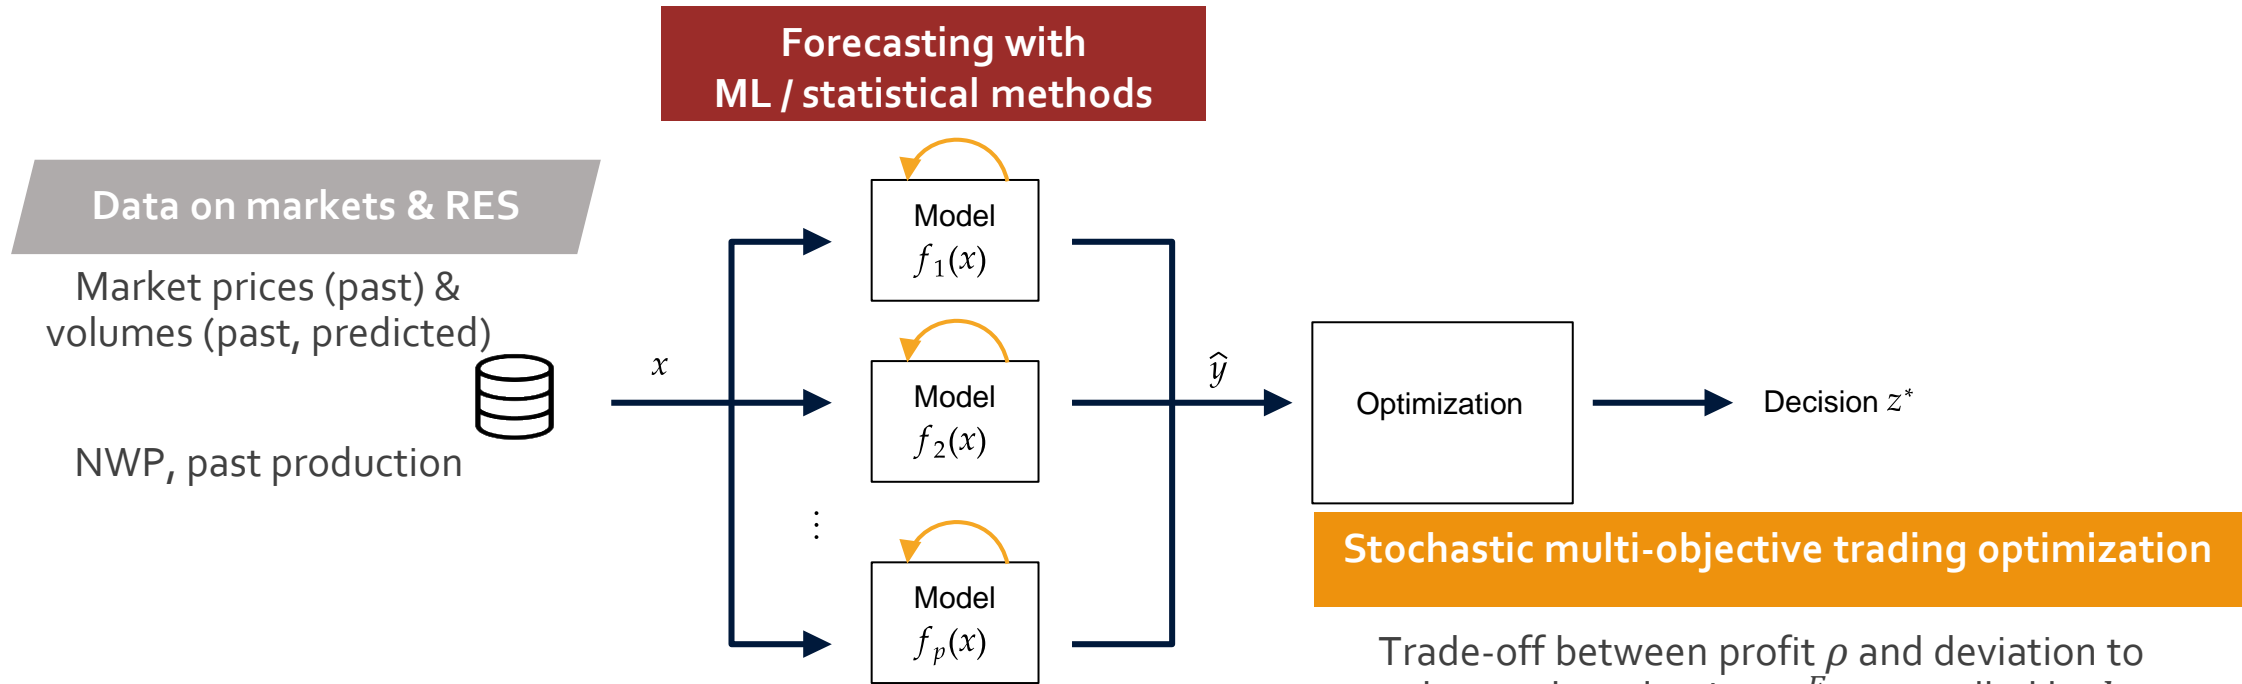 Forecasting with
ML / statistical methods
Data on markets & RES
Market prices (past) &
volumes (past, predicted)
NWP, past production
x
Model
f₁(x)
Model
f₂(x)
⋮
Model
fₚ(x)
ŷ
Optimization
Decision z*
Stochastic multi-objective trading optimization
Trade-off between profit ρ and deviation to